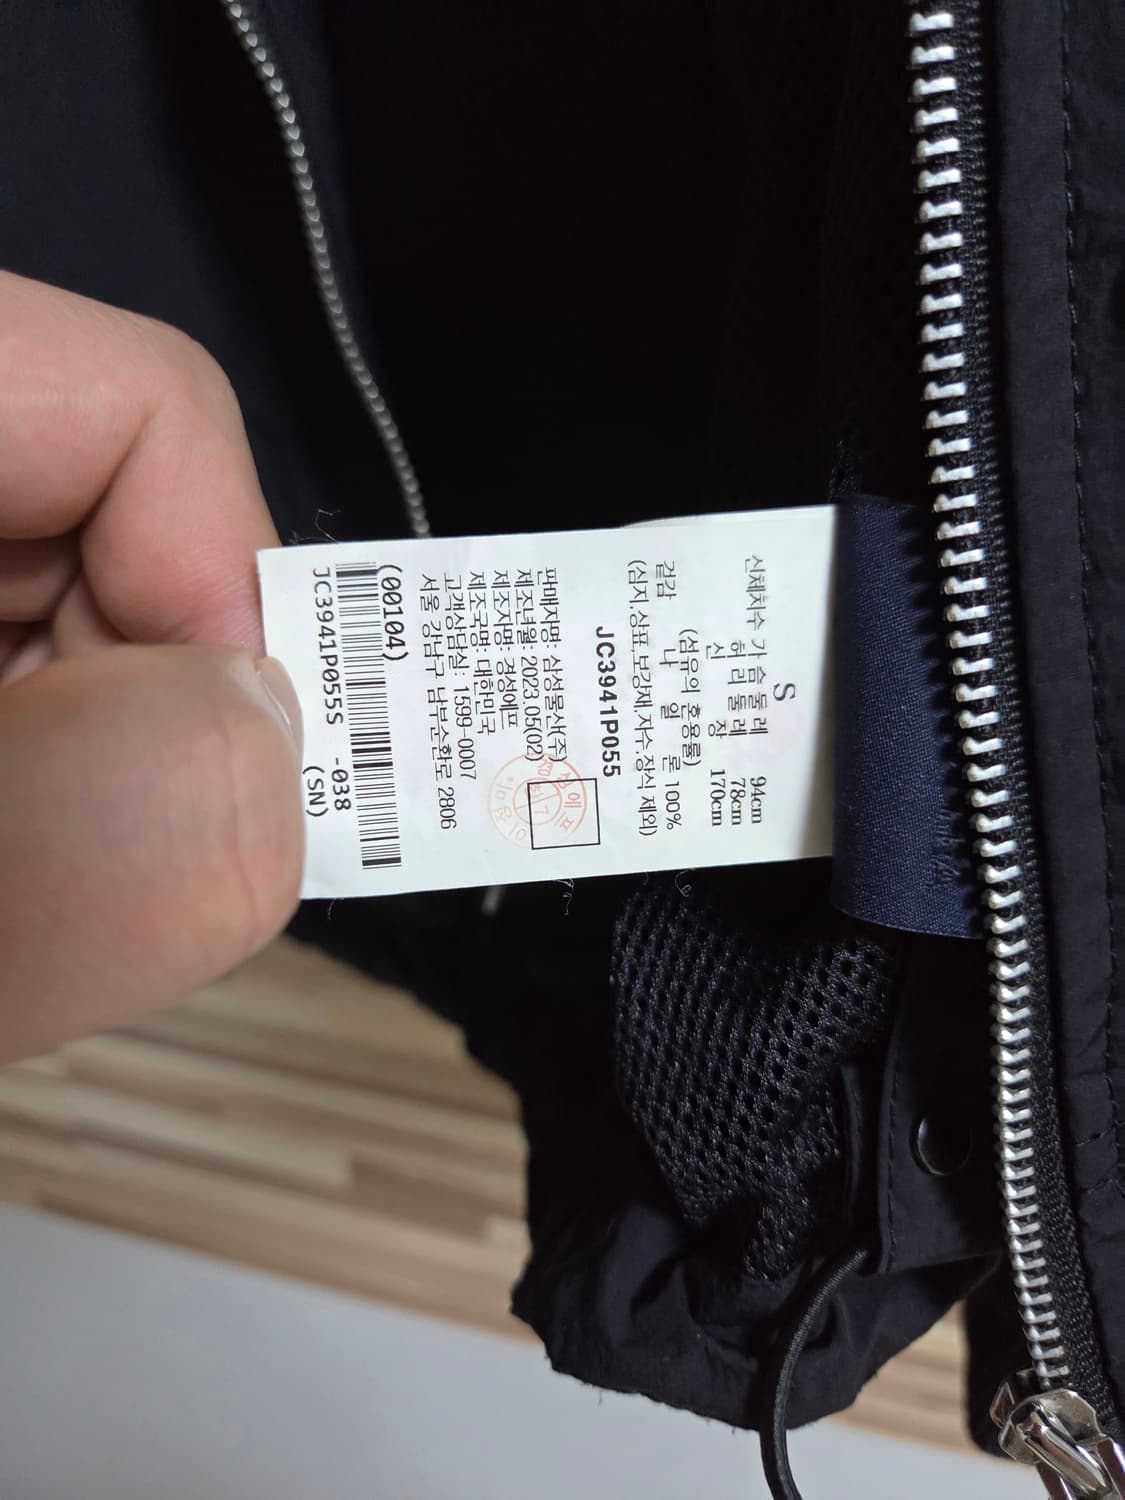 S
신체치수 가슴둘레 94cm
허리둘레 78cm
신 장 170cm
(섬유의 혼용률)
겉감 나 일 론 100%
(심지.상표.보강재.자수.장식 제외)
JC3941P055
판매자명: 삼성물산(주)
제조년월: 2023.05(02)
제조자명: 경성에프
제조국명: 대한민국
고객상담실: 1599-0007
서울 강남구 남부순환로 2806
(00104)
JC3941P055S -038
(SN)